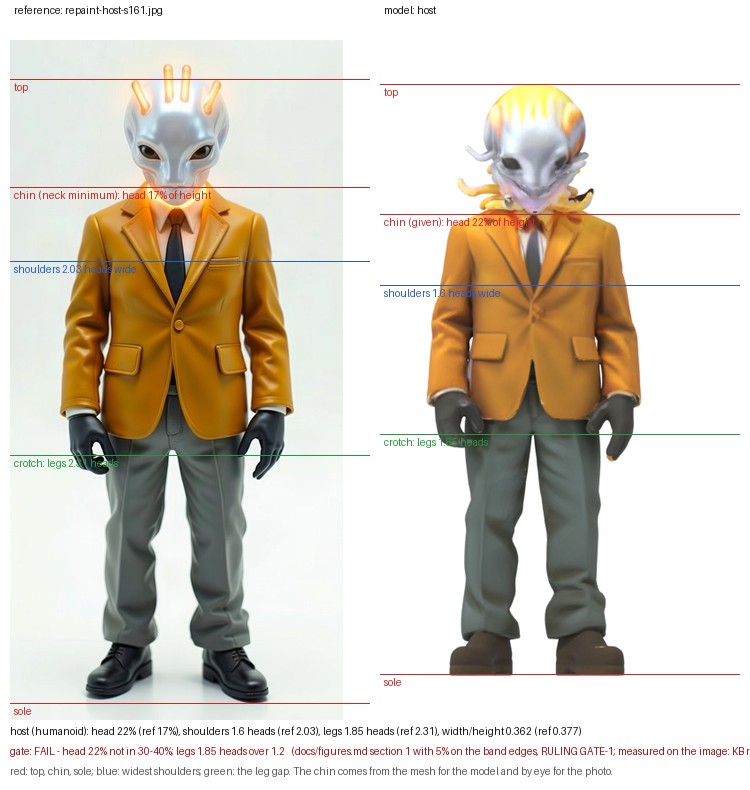 reference: repaint-host-s161.jpg
model: host
top
top
chin (neck minimum): head 17% of height
chin (given): head 22% of height
shoulders 2.03 heads wide
shoulders 1.6 heads wide
crotch: legs heads
crotch: legs heads
sole
sole
host (humanoid): head 22% (ref 17%), shoulders 1.6 heads (ref 2.03), legs 1.85 heads (ref 2.31), width/height 0.362 (ref 0.377)
gate: FAIL - head 22% not in 30-40%, legs 1.85 heads over 1.2 (docs/figures.md section 1 with 5% on the band edges, RULING GATE-1; measured on the image: KB r
red: top, chin, sole; blue: widest shoulders; green: the leg gap. The chin comes from the mesh for the model and by eye for the photo.